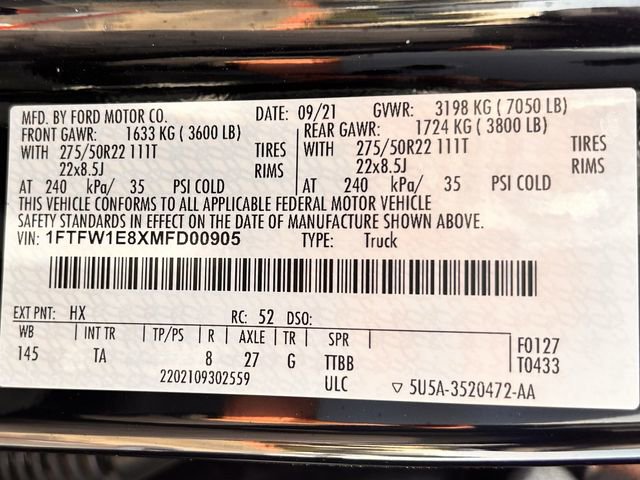 MFD. BY FORD MOTOR CO. DATE: 09/21 GVWR: 3198 KG ( 7050 LB)
FRONT GAWR: 1633 KG ( 3600 LB) REAR GAWR: 1724 KG ( 3800 LB)
WITH 275/50R22 111T TIRES WITH 275/50R22 111T TIRES
22x8.5J RIMS 22x8.5J RIMS
AT 240 kPa/ 35 PSI COLD AT 240 kPa/ 35 PSI COLD
THIS VEHICLE CONFORMS TO ALL APPLICABLE FEDERAL MOTOR VEHICLE
SAFETY STANDARDS IN EFFECT ON THE DATE OF MANUFACTURE SHOWN ABOVE.
VIN: 1FTFW1E8XMFD00905 TYPE: Truck
EXT PNT: HX RC: 52 DSO:
WB INT TR TP/PS R AXLE TR SPR F0127
145 TA 8 27 G TTBB T0433
2202109302559 ULC 5U5A-3520472-AA